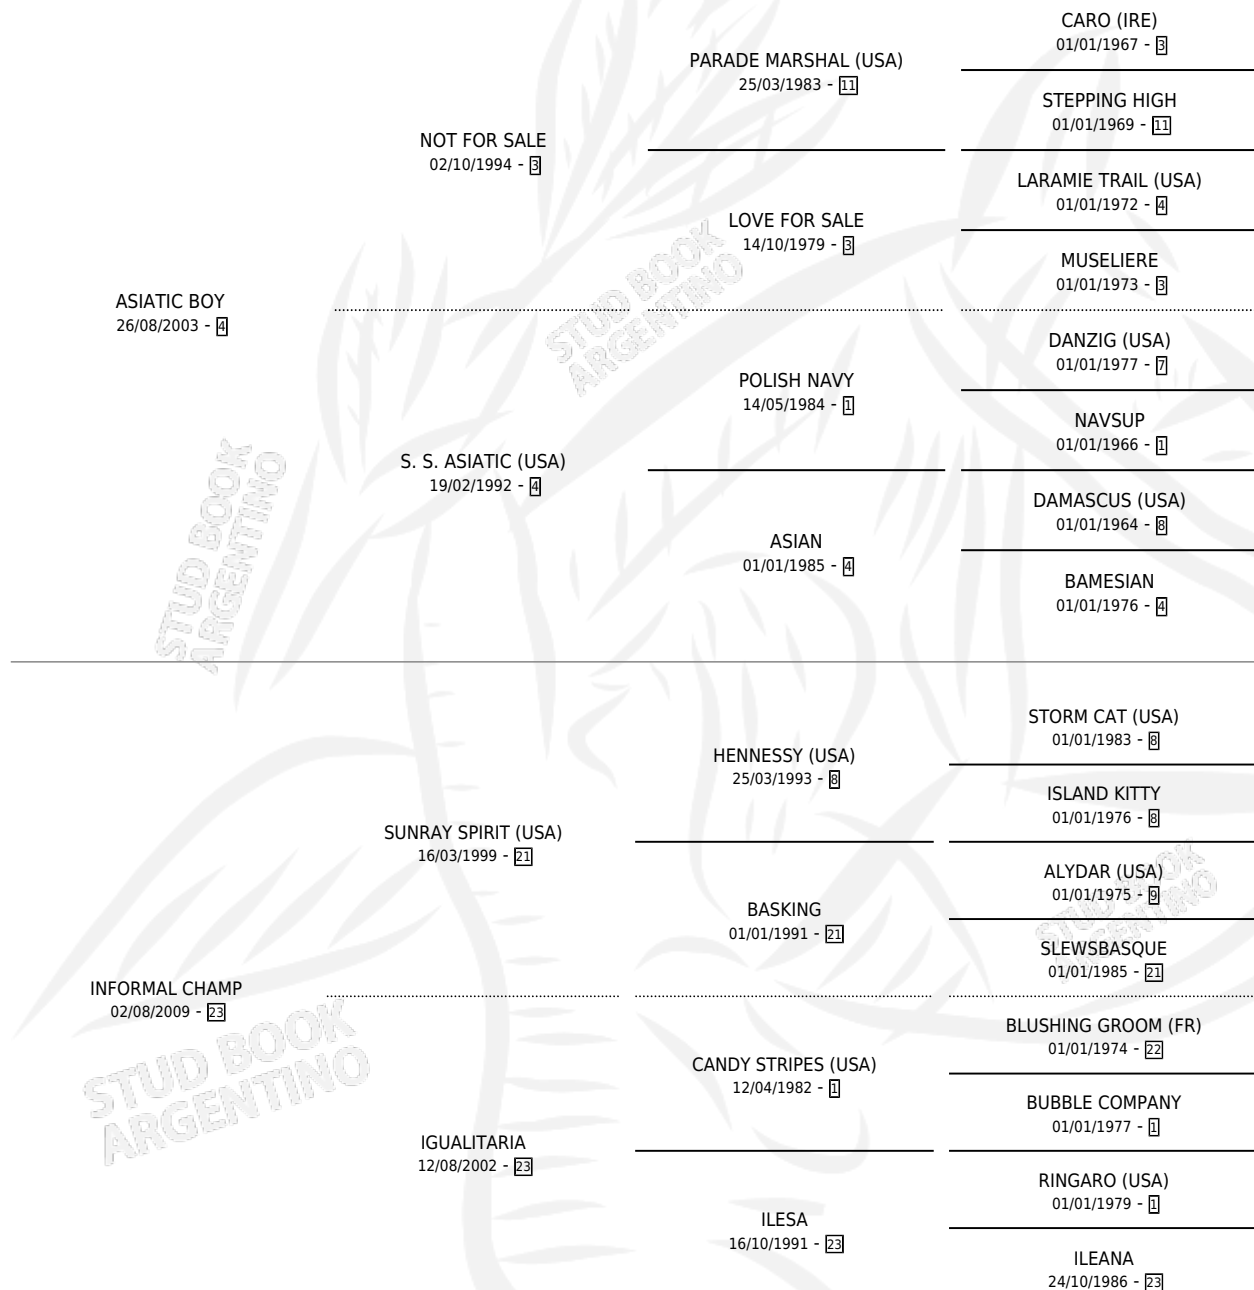 CARO (IRE)
01/01/1967 - 3
PARADE MARSHAL (USA)
25/03/1983 - 11
STEPPING HIGH
01/01/1969 - 11
NOT FOR SALE
02/10/1994 - 3
LARAMIE TRAIL (USA)
01/01/1972 - 4
LOVE FOR SALE
14/10/1979 - 3
MUSELIERE
01/01/1973 - 3
ASIATIC BOY
26/08/2003 - 4
DANZIG (USA)
01/01/1977 - 7
POLISH NAVY
14/05/1984 - 1
NAVSUP
01/01/1966 - 1
S. S. ASIATIC (USA)
19/02/1992 - 4
DAMASCUS (USA)
01/01/1964 - 8
ASIAN
01/01/1985 - 4
BAMESIAN
01/01/1976 - 4
STORM CAT (USA)
01/01/1983 - 8
HENNESSY (USA)
25/03/1993 - 8
ISLAND KITTY
01/01/1976 - 8
SUNRAY SPIRIT (USA)
16/03/1999 - 21
ALYDAR (USA)
01/01/1975 - 9
BASKING
01/01/1991 - 21
SLEWSBASQUE
01/01/1985 - 21
INFORMAL CHAMP
02/08/2009 - 23
BLUSHING GROOM (FR)
01/01/1974 - 22
CANDY STRIPES (USA)
12/04/1982 - 1
BUBBLE COMPANY
01/01/1977 - 1
IGUALITARIA
12/08/2002 - 23
RINGARO (USA)
01/01/1979 - 1
ILESA
16/10/1991 - 23
ILEANA
24/10/1986 - 23
STUD BOOK
ARGENTINO
STUD BOOK
ARGENTINO
STUD BOOK
ARGENTINO
STUD BOOK
ARGENTINO